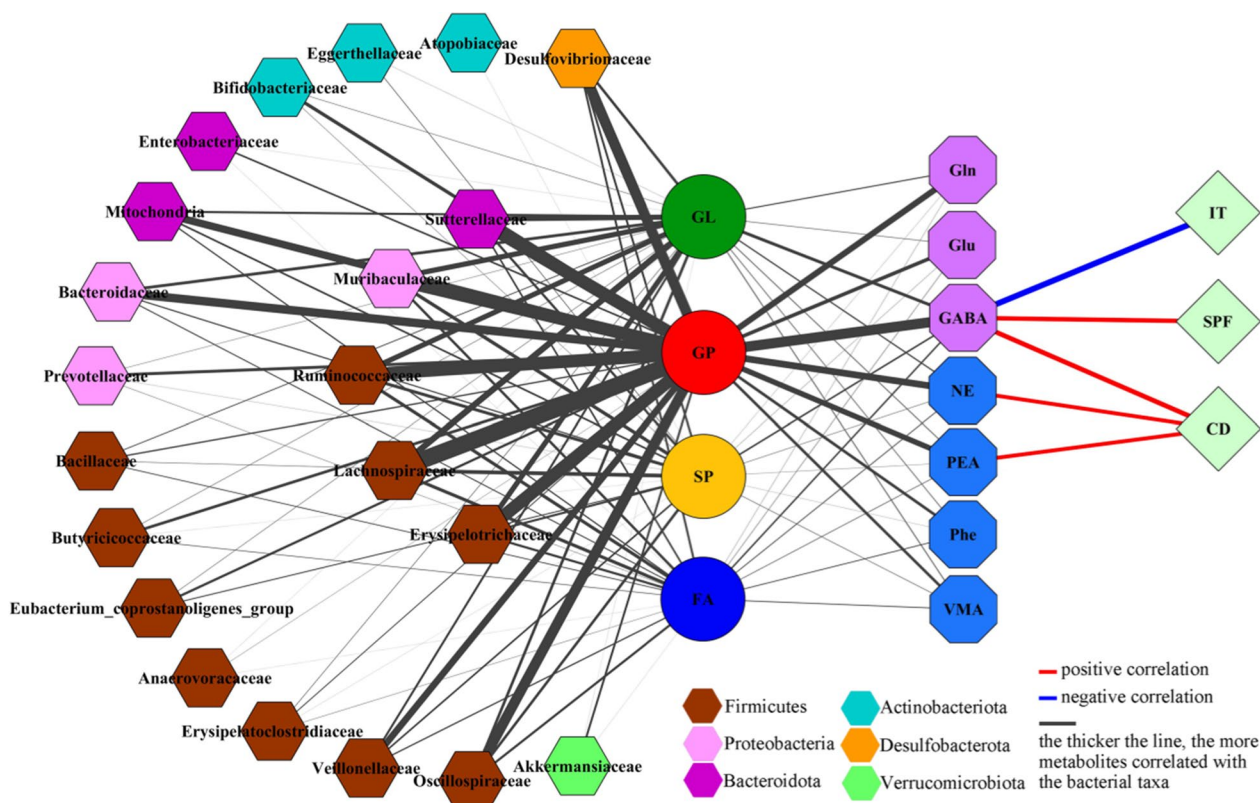 Atopobiaceae
Eggerthellaceae
Desulfovibrionaceae
Bifidobacteriaceae
Enterobacteriaceae
Mitochondria
Sutterellaceae
Bacteroidaceae
Muribaculaceae
Prevotellaceae
Ruminococcaceae
Bacillaceae
Lachnospiraceae
Butyricicoccaceae
Erysipelotrichaceae
Eubacterium_coprostanoligenes_group
Anaerovoracaceae
Erysipelatoclostridiaceae
Veillonellaceae
Oscillospiraceae
Akkermansiaceae
GL
GP
SP
FA
Gln
Glu
GABA
NE
PEA
Phe
VMA
IT
SPF
CD
Firmicutes
Proteobacteria
Bacteroidota
Actinobacteriota
Desulfobacterota
Verrucomicrobiota
positive correlation
negative correlation
the thicker the line, the more
metabolites correlated with
the bacterial taxa